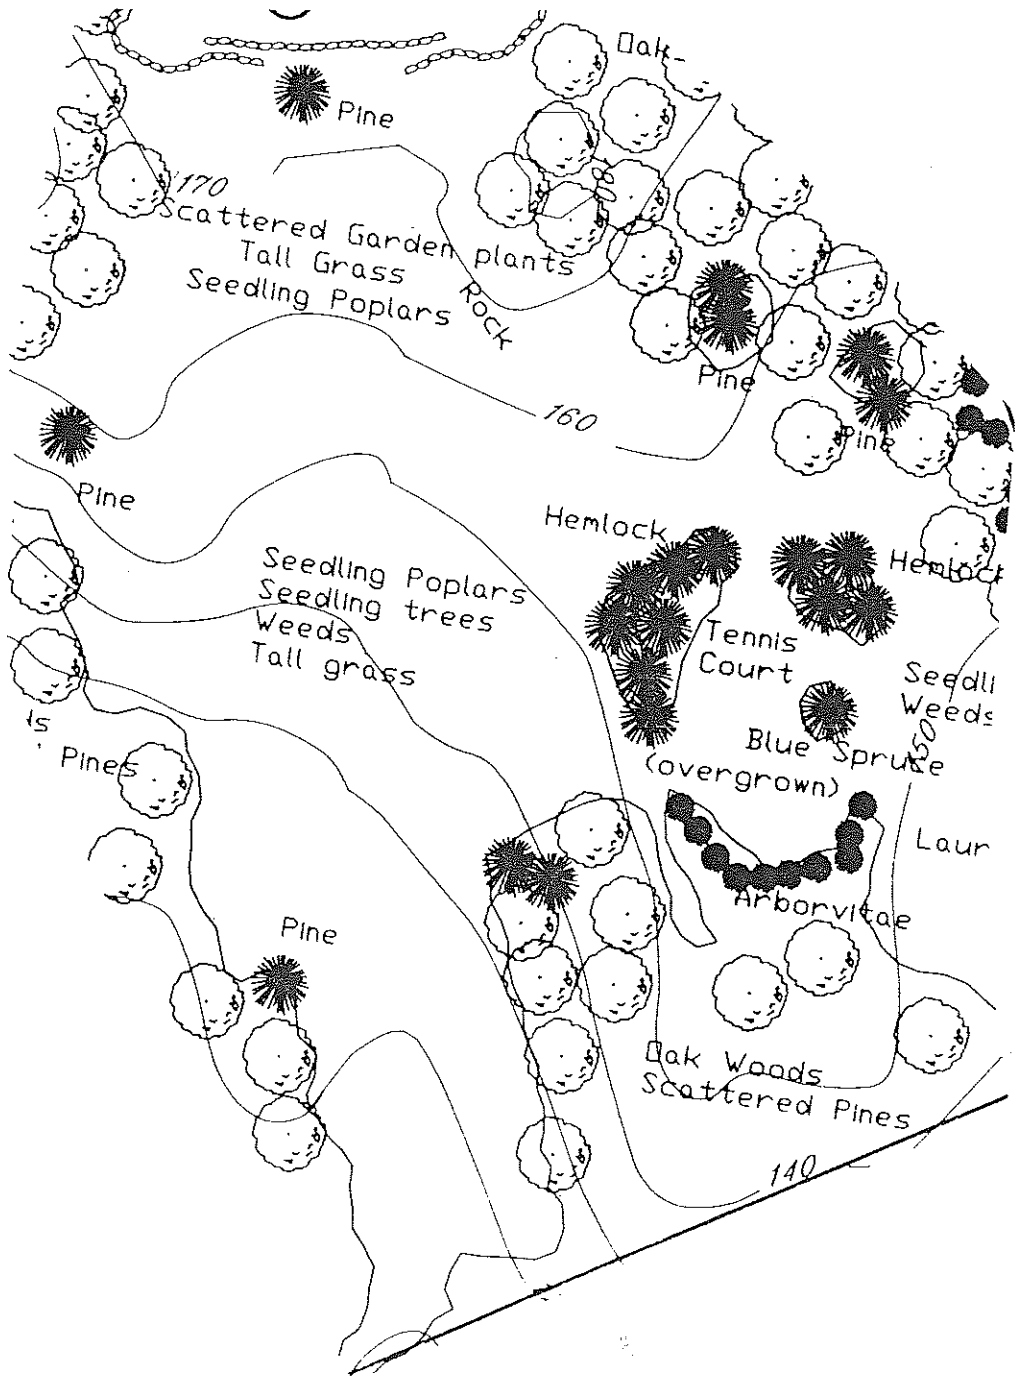 Oak
Pine
170
Scattered Garden plants
Tall Grass
Seedling Poplars
Rock
Pine
160
Pine
Pine
Hemlock
Hemlock
Seedling Poplars
Seedling trees
Weeds
Tall grass
Tennis
Court
Seedli
Weeds
ds
150
Blue Spruce
(overgrown)
Pines
Laur
Arborvitae
Pine
Oak Woods
Scattered Pines
140